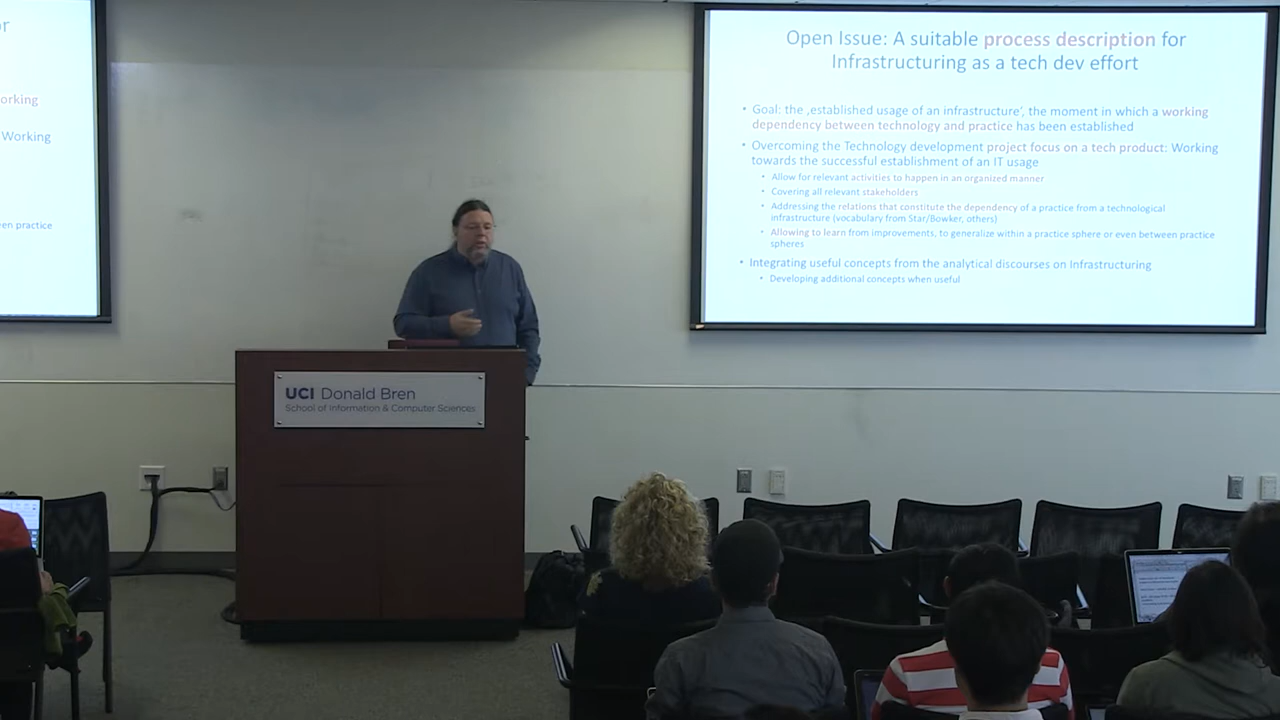 or
orking
Working
een practice
Open Issue: A suitable process description for
Infrastructuring as a tech dev effort
• Goal: the ‚established usage of an infrastructure', the moment in which a working
dependency between technology and practice has been established
• Overcoming the Technology development project focus on a tech product: Working
towards the successful establishment of an IT usage
• Allow for relevant activities to happen in an organized manner
• Covering all relevant stakeholders
• Addressing the relations that constitute the dependency of a practice from a technological
infrastructure (vocabulary from Star/Bowker, others)
• Allowing to learn from improvements, to generalize within a practice sphere or even between practice
spheres
• Integrating useful concepts from the analytical discourses on Infrastructuring
• Developing additional concepts when useful
UCI Donald Bren
School of Information & Computer Sciences